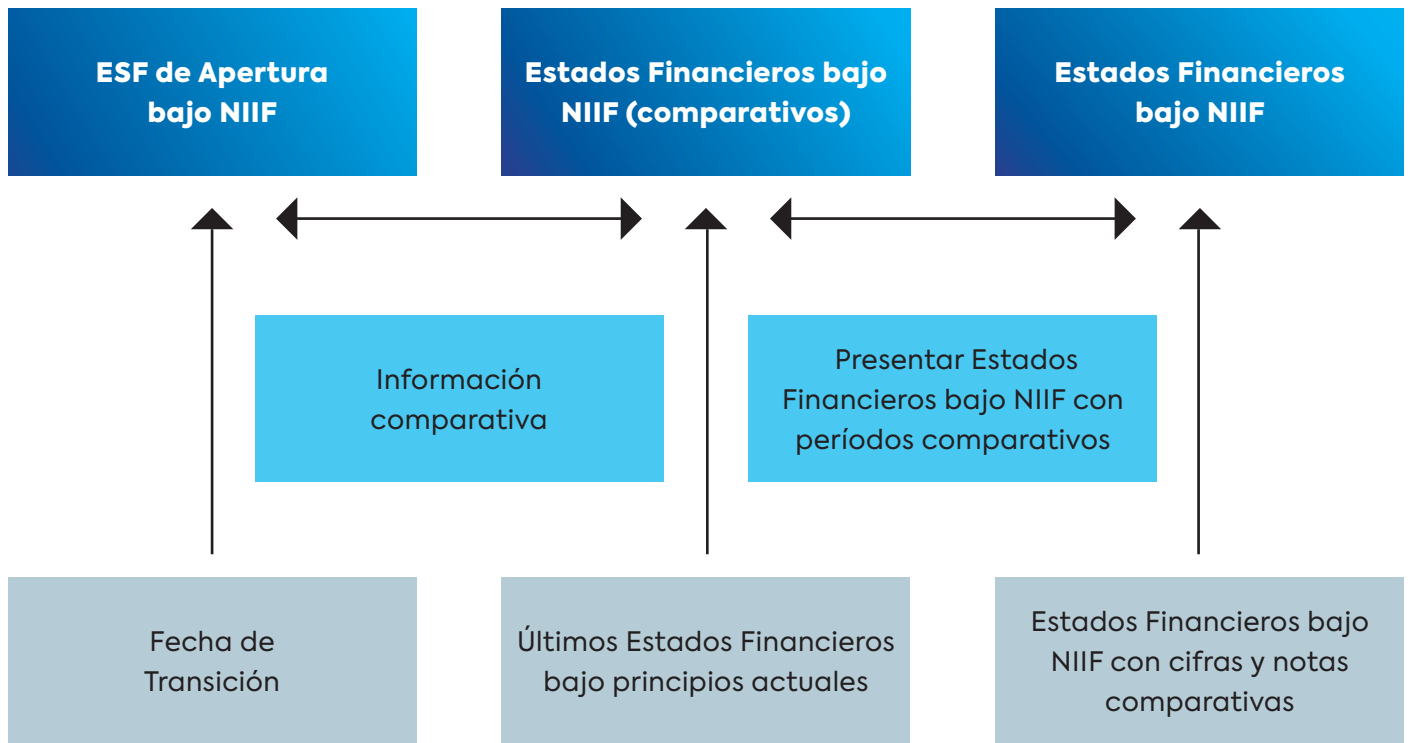 ESF de Apertura
bajo NIIF
Estados Financieros bajo
NIIF (comparativos)
Estados Financieros
bajo NIIF
Información
comparativa
Presentar Estados
Financieros bajo NIIF con
períodos comparativos
Fecha de
Transición
Últimos Estados Financieros
bajo principios actuales
Estados Financieros bajo
NIIF con cifras y notas
comparativas